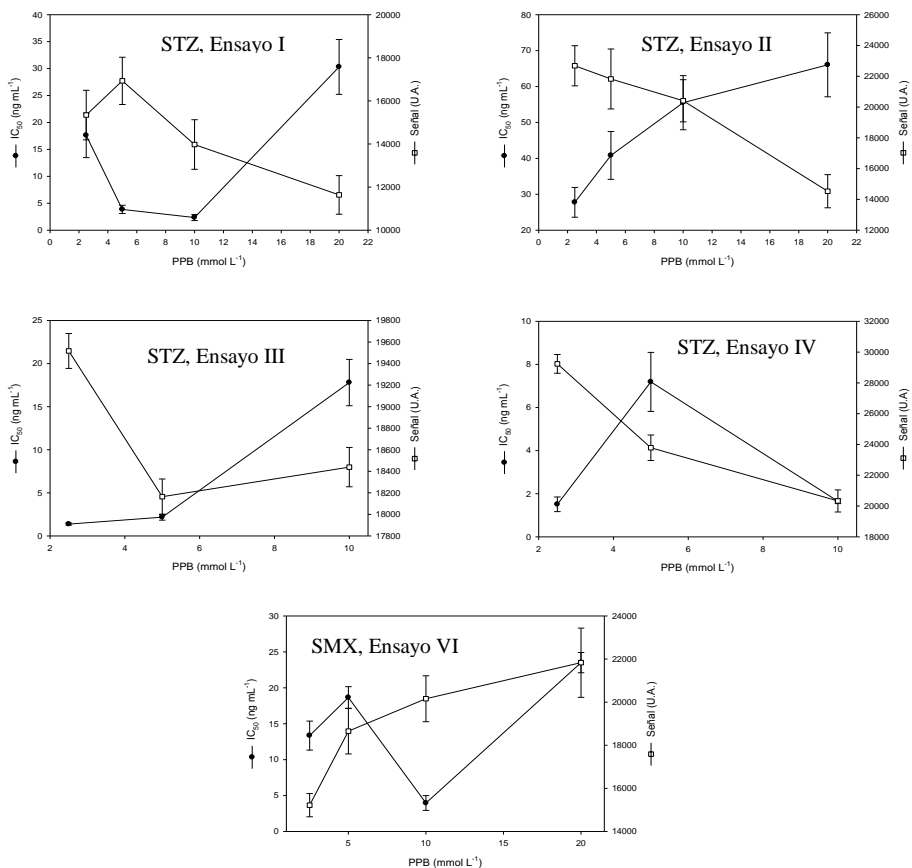 STZ, Ensayo I
IC50 (ng mL-1)
40
35
30
25
20
15
10
5
0
Señal (U.A.)
20000
18000
16000
14000
12000
10000
0 2 4 6 8 10 12 14 16 18 20 22
PPB (mmol L-1)
STZ, Ensayo II
IC50 (ng mL-1)
80
70
60
50
40
30
20
Señal (U.A.)
26000
24000
22000
20000
18000
16000
14000
12000
0 2 4 6 8 10 12 14 16 18 20 22
PPB (mmol L-1)
STZ, Ensayo III
IC50 (ng mL-1)
25
20
15
10
5
0
Señal (U.A.)
19800
19600
19400
19200
19000
18800
18600
18400
18200
18000
17800
2 4 6 8 10
PPB (mmol L-1)
STZ, Ensayo IV
IC50 (ng mL-1)
10
8
6
4
2
0
Señal (U.A)
32000
30000
28000
26000
24000
22000
20000
18000
2 4 6 8 10
PPB (mmol L-1)
SMX, Ensayo VI
IC50 (ng mL-1)
30
25
20
15
10
5
0
Señal (U.A.)
24000
22000
20000
18000
16000
14000
5 10 15 20
PPB (mmol L-1)